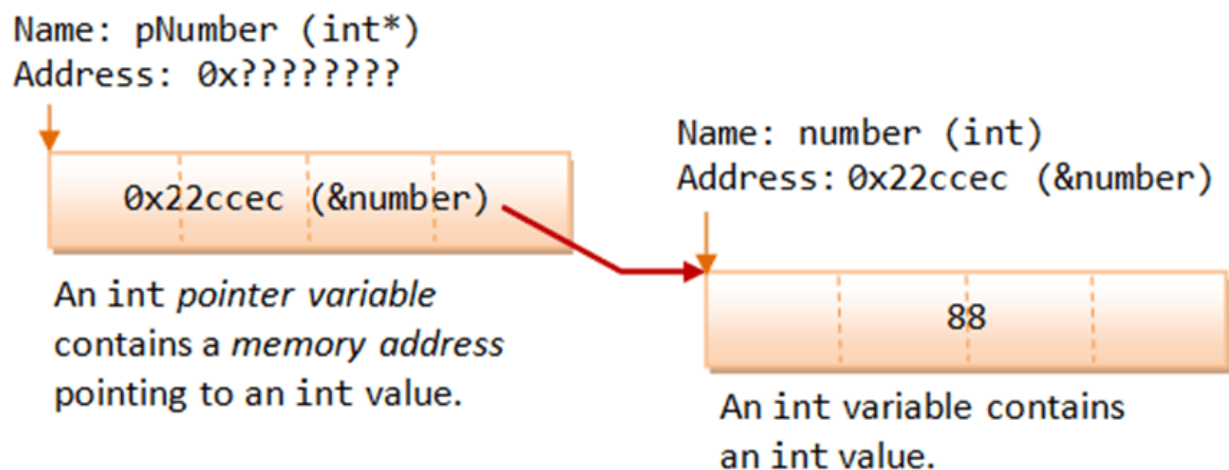 Name: pNumber (int*)
Address: 0x????????
0x22ccec (&number)
An int pointer variable
contains a memory address
pointing to an int value.
Name: number (int)
Address: 0x22ccec (&number)
88
An int variable contains
an int value.